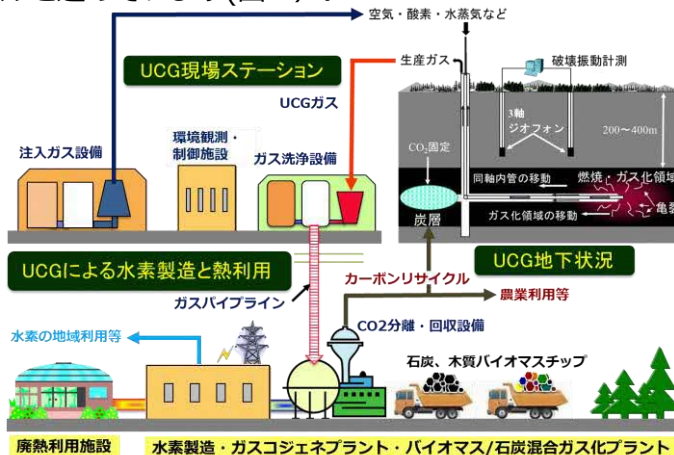 空気・酸素・水蒸気など
UCG現場ステーション
生産ガス
破壊振動計測
UCGガス
3軸
ジオフォン
200～400m
注入ガス設備
環境観測・
制御施設
ガス洗浄設備
CO₂固定
同軸内管の移動
燃焼・ガス化領域
炭層
ガス化領域の移動
亀裂
UCGによる水素製造と熱利用
UCG地下状況
カーボンリサイクル
ガスパイプライン
農業利用等
水素の地域利用等
CO2分離・回収設備
石炭、木質バイオマスチップ
廃熱利用施設
水素製造・ガスコジェネプラント・バイオマス/石炭混合ガス化プラント